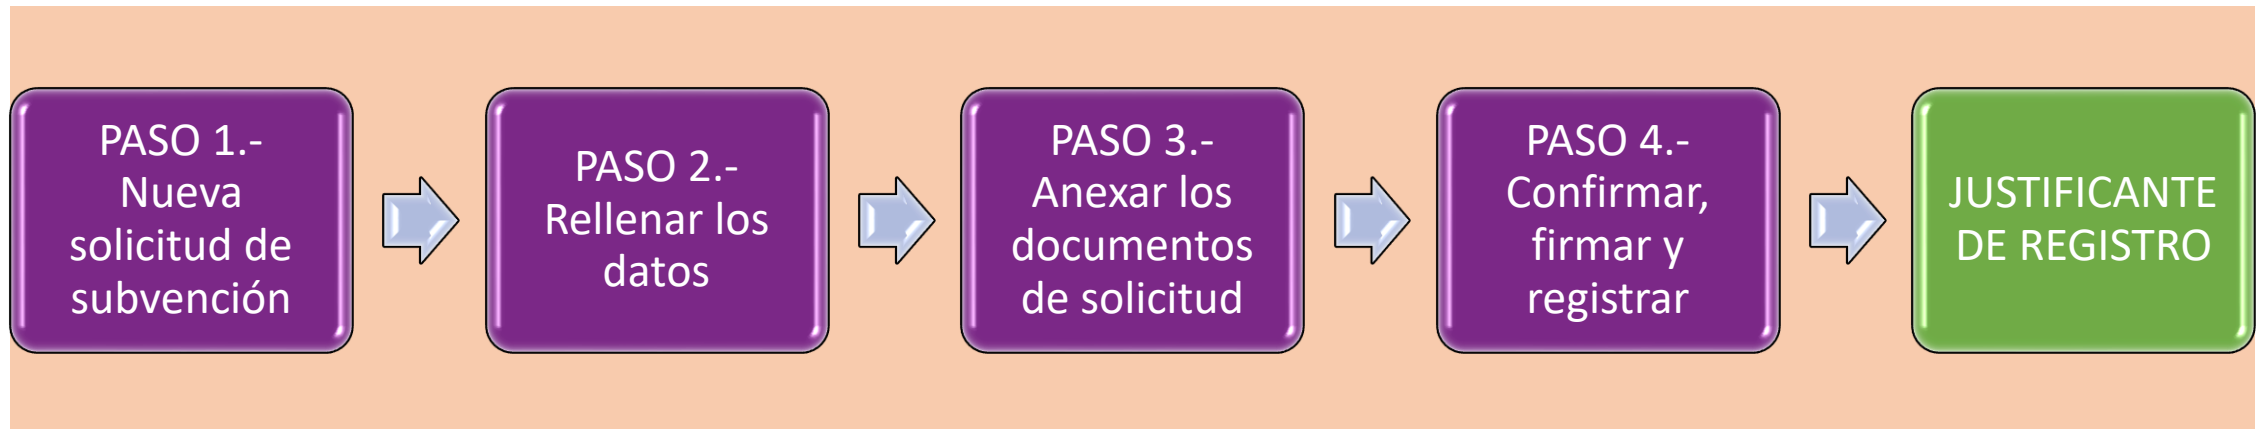 PASO 1.-
Nueva
solicitud de
subvención
PASO 2.-
Rellenar los
datos
PASO 3.-
Anexar los
documentos
de solicitud
PASO 4.-
Confirmar,
firmar y
registrar
JUSTIFICANTE
DE REGISTRO